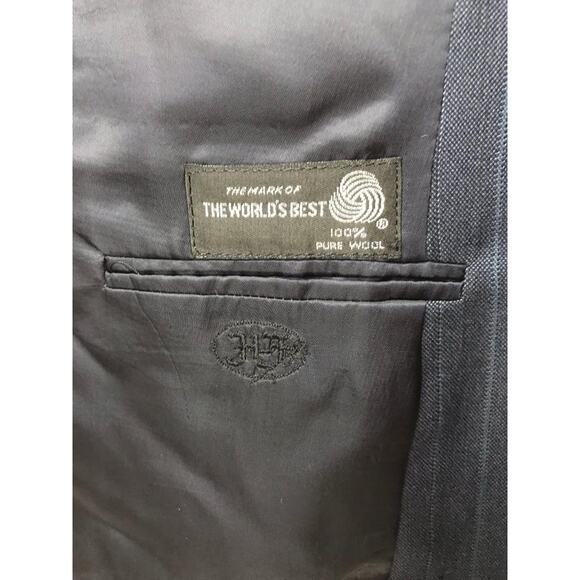 THE MARK OF
THE WORLD'S BEST
®
100%
PURE WOOL